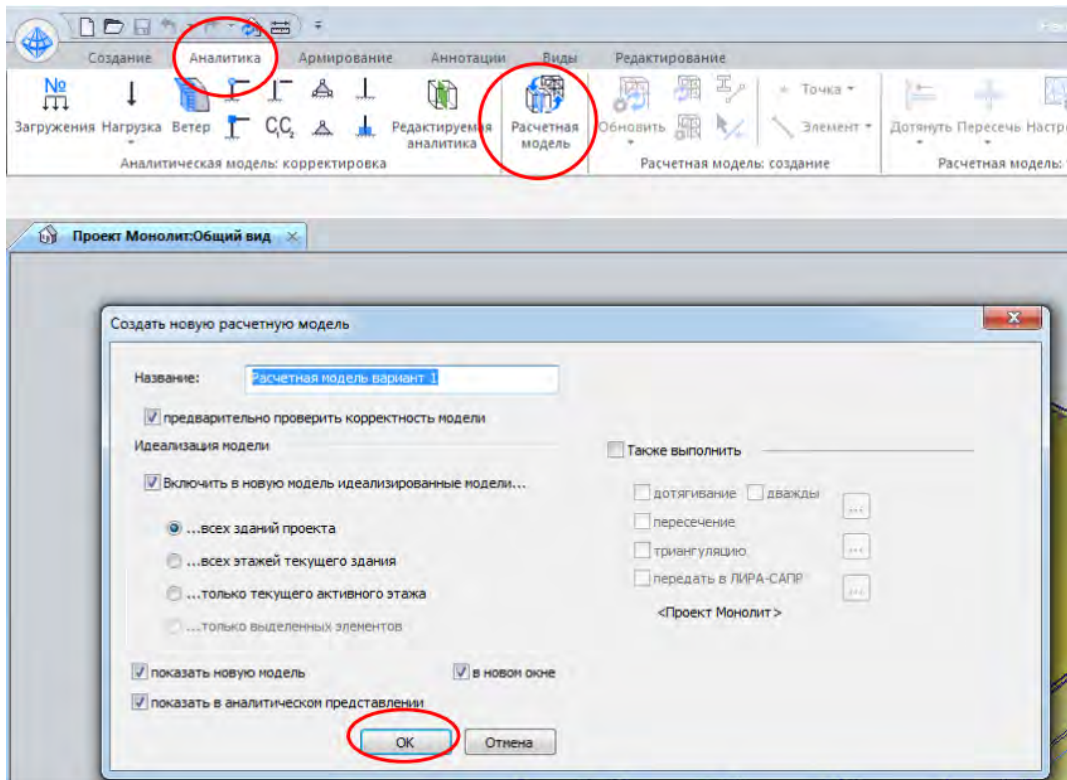 Создание Аналитика Армирование Аннотации Виды Редактирование
№
C₁C₂
Точка
Загружения Нагрузка Ветер Редактируемая аналитика Расчетная модель Обновить Элемент Дотянуть Пересечь
Аналитическая модель: корректировка Расчетная модель: создание Расчетная модель:
Проект Монолит:Общий вид
Создать новую расчетную модель
Название: Расчетная модель вариант 1
предварительно проверить корректность модели
Идеализация модели
Также выполнить
Включить в новую модель идеализированные модели...
дотягивание дважды ...
...всех зданий проекта
пересечение
...всех этажей текущего здания
триангуляцию ...
...только текущего активного этажа
передать в ЛИРА-САПР ...
<Проект Монолит>
...только выделенных элементов
показать новую модель в новом окне
показать в аналитическом представлении
OK Отмена